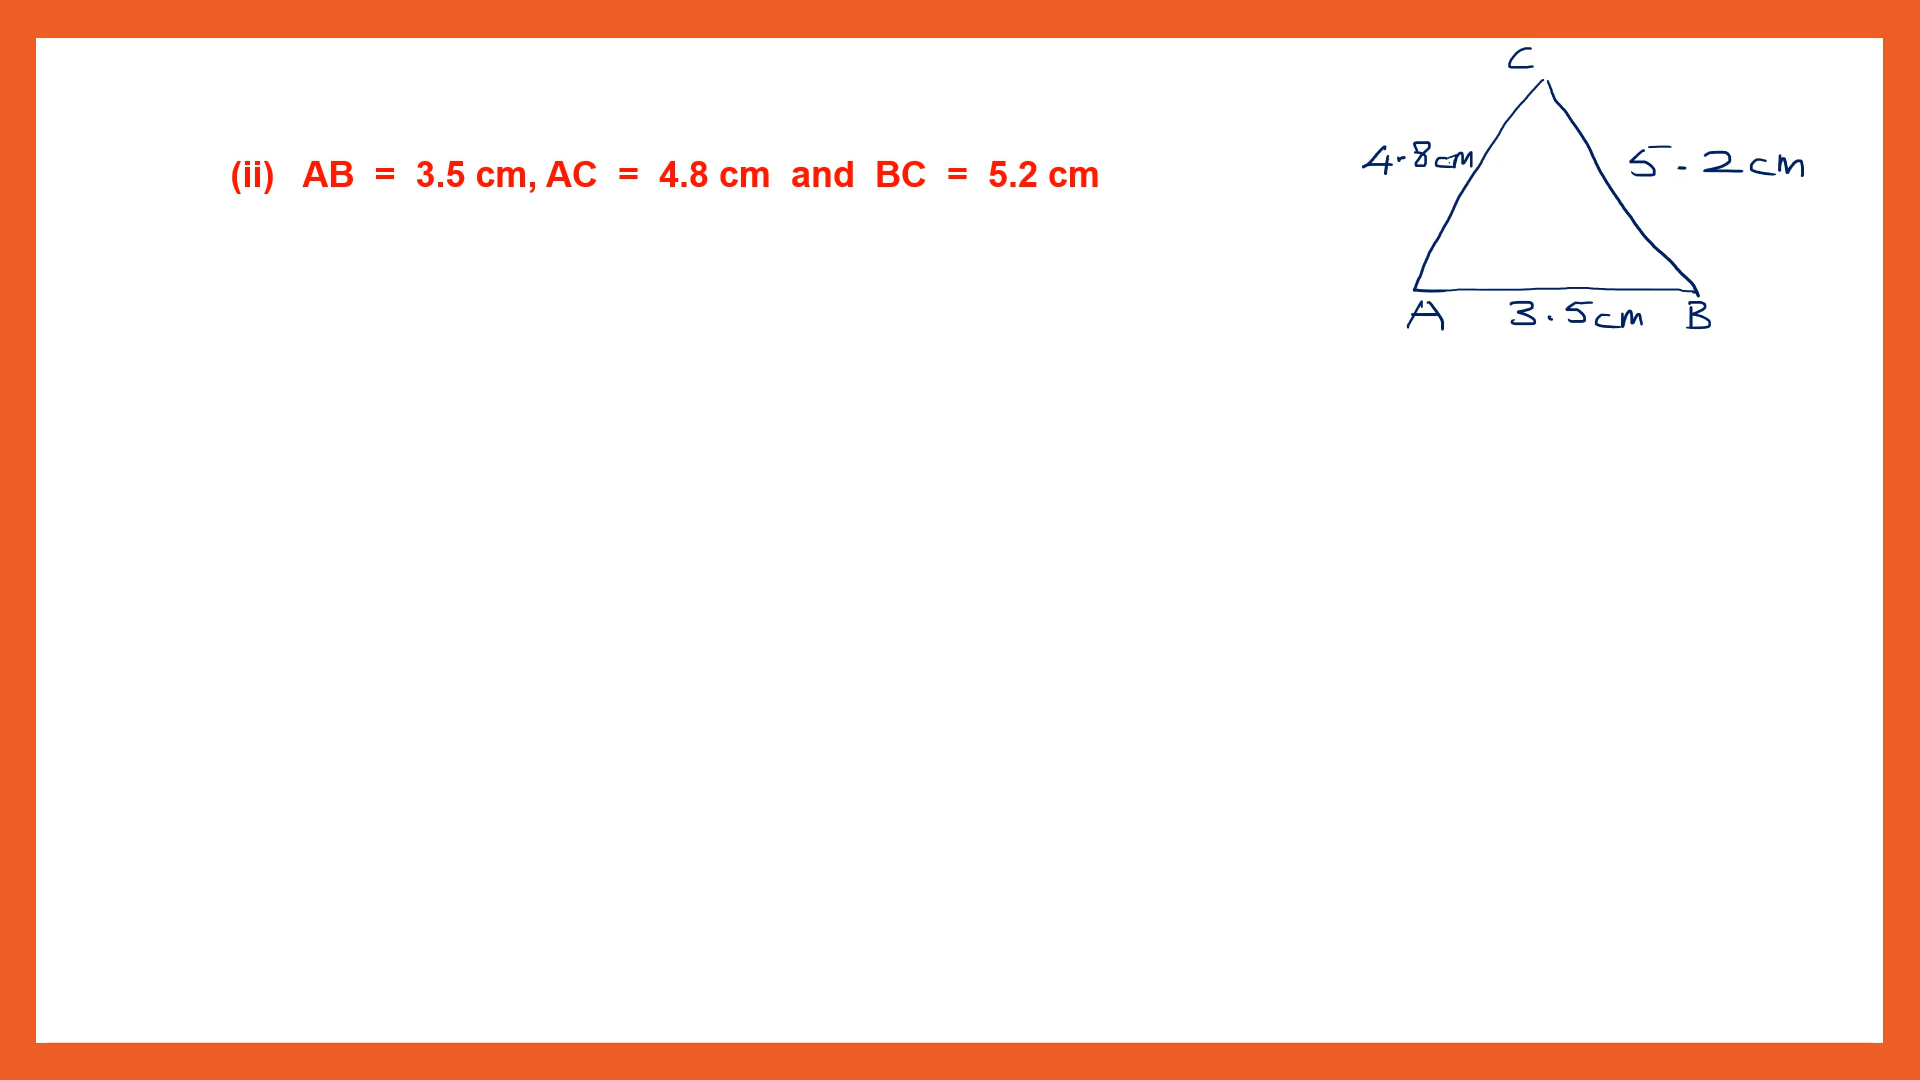 C
(ii) AB = 3.5 cm, AC = 4.8 cm and BC = 5.2 cm
4.8cm
5.2cm
A 3.5cm B